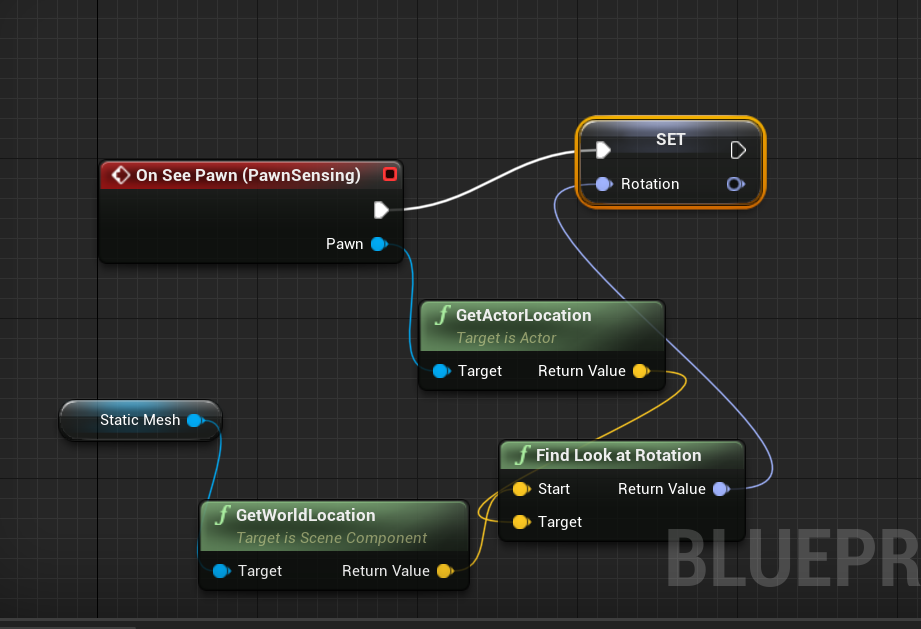 SET
On See Pawn (PawnSensing)
Rotation
Pawn
GetActorLocation
Target is Actor
Target Return Value
Static Mesh
Find Look at Rotation
Start Return Value
Target
GetWorldLocation
Target is Scene Component
Target Return Value
BLUEPR